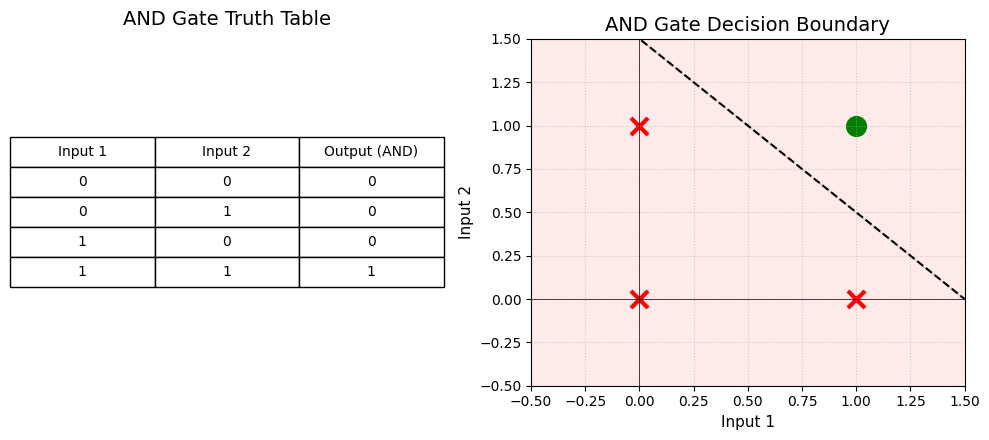 AND Gate Truth Table
Input 1 Input 2 Output (AND)
0 0 0
0 1 0
1 0 0
1 1 1
AND Gate Decision Boundary
1.50
1.25
1.00
0.75
0.50
0.25
0.00
−0.25
−0.50
Input 2
−0.50 −0.25 0.00 0.25 0.50 0.75 1.00 1.25 1.50
Input 1